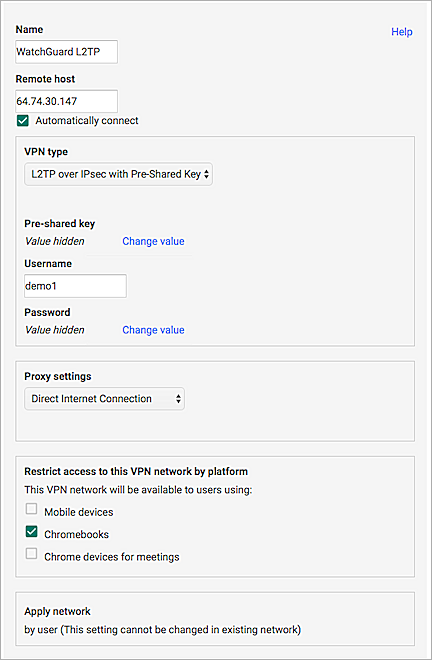 Name
Help
WatchGuard L2TP
Remote host
64.74.30.147
Automatically connect
VPN type
L2TP over IPsec with Pre-Shared Key
Pre-shared key
Value hidden Change value
Username
demo1
Password
Value hidden Change value
Proxy settings
Direct Internet Connection
Restrict access to this VPN network by platform
This VPN network will be available to users using:
Mobile devices
Chromebooks
Chrome devices for meetings
Apply network
by user (This setting cannot be changed in existing network)